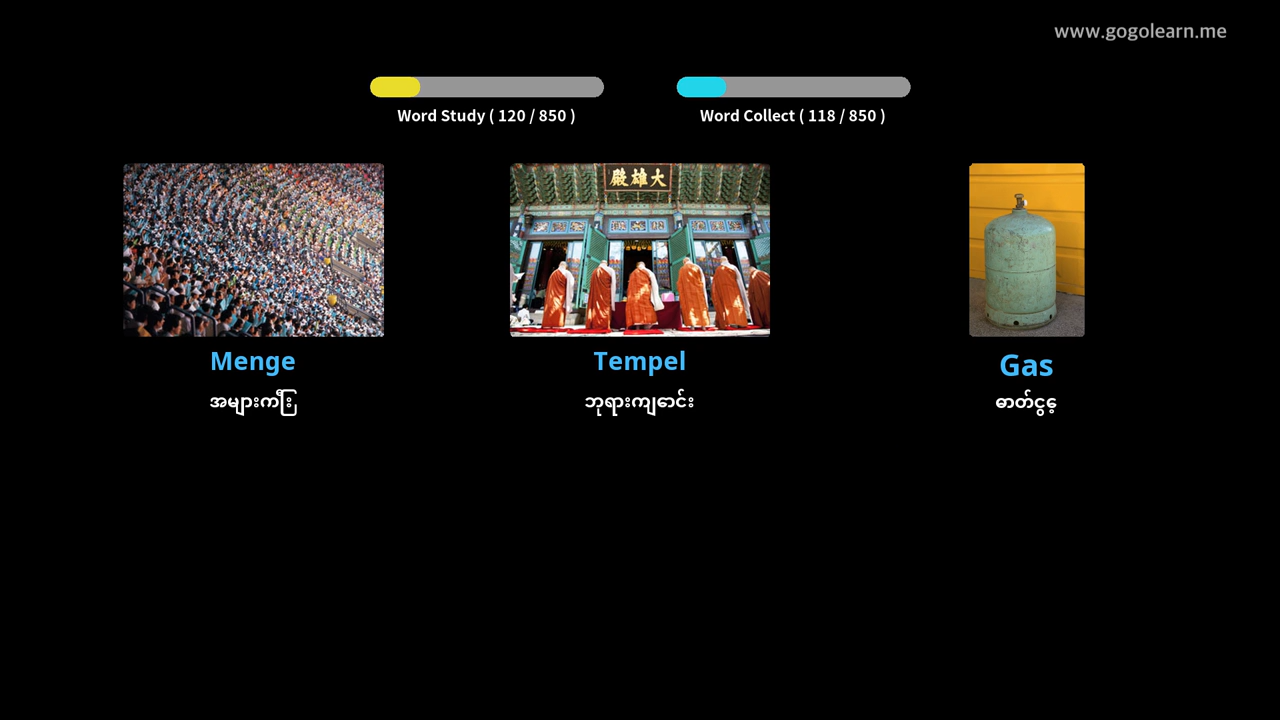 www.gogolearn.me
Word Study ( 120 / 850 )
Word Collect ( 118 / 850 )
大雄殿
Menge
Tempel
Gas
အများကြီး
ဘုရားကျောင်း
ဓာတ်ငွေ့